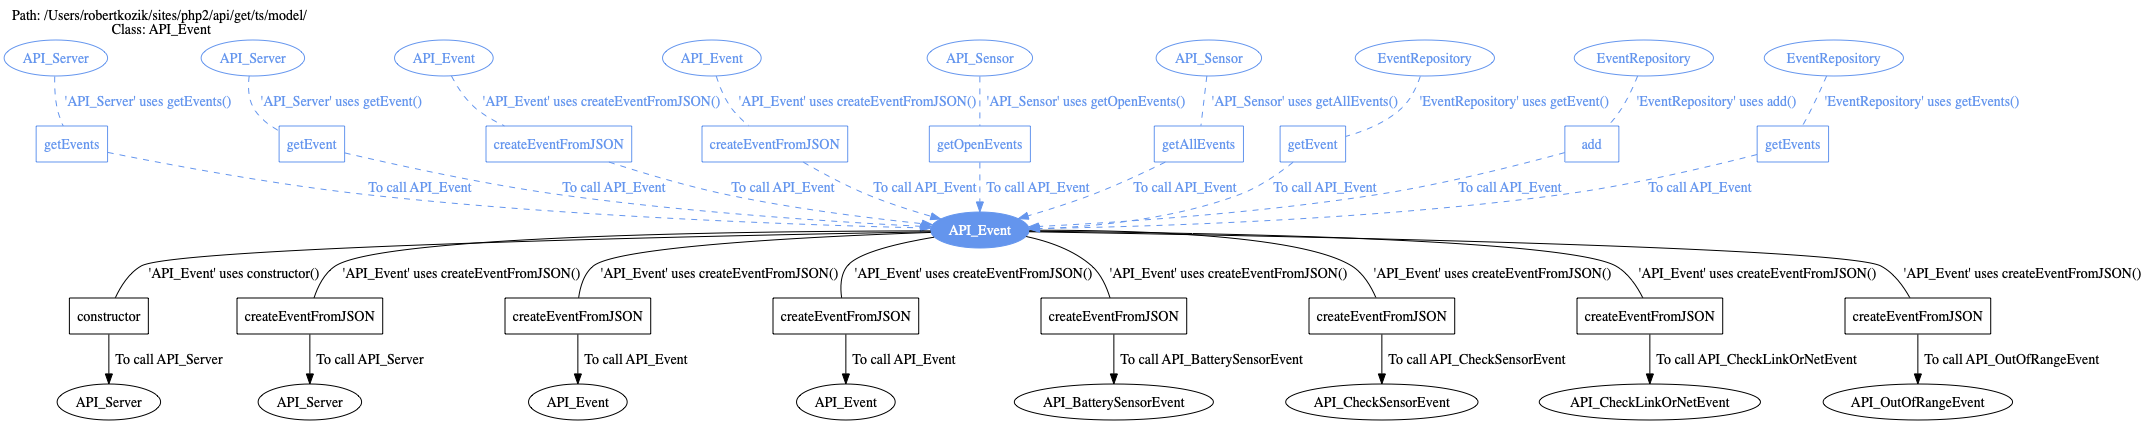 Path: /Users/robertkozik/sites/php2/api/get/ts/model/
Class: API_Event
API_Server
API_Server
API_Event
API_Event
API_Sensor
API_Sensor
EventRepository
EventRepository
EventRepository
'API_Server' uses getEvents()
'API_Server' uses getEvent()
'API_Event' uses createEventFromJSON()
'API_Event' uses createEventFromJSON()
'API_Sensor' uses getOpenEvents()
'API_Sensor' uses getAllEvents()
'EventRepository' uses getEvent()
'EventRepository' uses add()
'EventRepository' uses getEvents()
getEvents
getEvent
createEventFromJSON
createEventFromJSON
getOpenEvents
getAllEvents
getEvent
add
getEvents
To call API_Event
To call API_Event
To call API_Event
To call API_Event
To call API_Event
To call API_Event
To call API_Event
To call API_Event
To call API_Event
API_Event
'API_Event' uses constructor()
'API_Event' uses createEventFromJSON()
'API_Event' uses createEventFromJSON()
'API_Event' uses createEventFromJSON()
'API_Event' uses createEventFromJSON()
'API_Event' uses createEventFromJSON()
'API_Event' uses createEventFromJSON()
'API_Event' uses createEventFromJSON()
constructor
createEventFromJSON
createEventFromJSON
createEventFromJSON
createEventFromJSON
createEventFromJSON
createEventFromJSON
createEventFromJSON
To call API_Server
To call API_Server
To call API_Event
To call API_Event
To call API_BatterySensorEvent
To call API_CheckSensorEvent
To call API_CheckLinkOrNetEvent
To call API_OutOfRangeEvent
API_Server
API_Server
API_Event
API_Event
API_BatterySensorEvent
API_CheckSensorEvent
API_CheckLinkOrNetEvent
API_OutOfRangeEvent